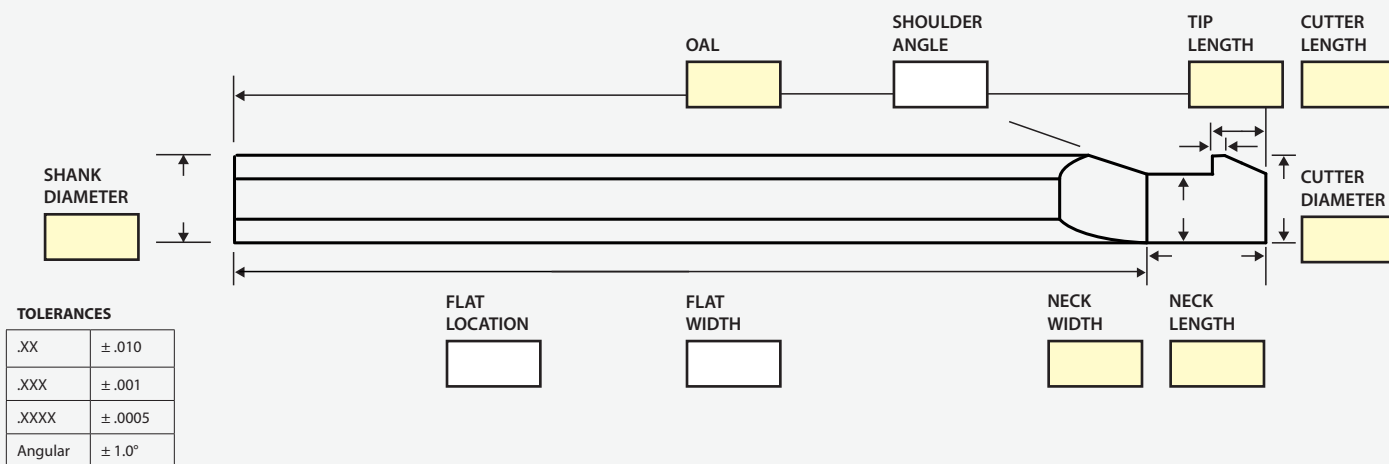 OAL
SHOULDER
ANGLE
TIP
LENGTH
CUTTER
LENGTH
SHANK
DIAMETER
CUTTER
DIAMETER
FLAT
LOCATION
FLAT
WIDTH
NECK
WIDTH
NECK
LENGTH
TOLERANCES
.XX ± .010
.XXX ± .001
.XXXX ± .0005
Angular ± 1.0°